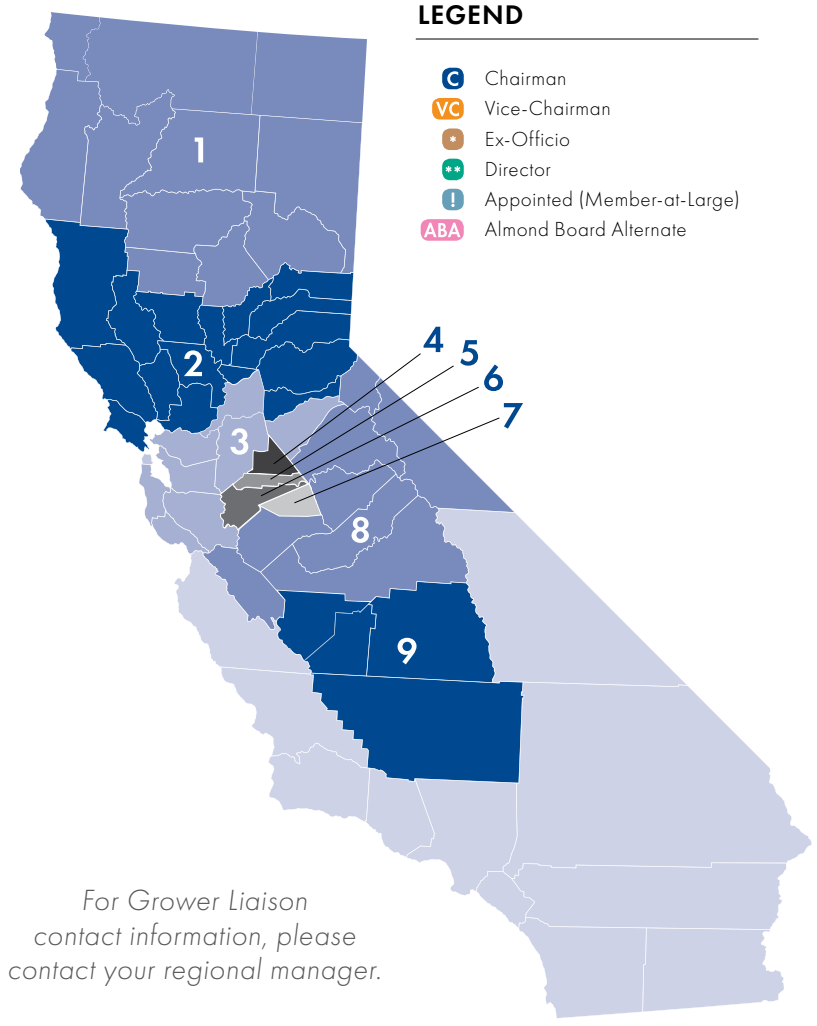 LEGEND
C Chairman
VC Vice-Chairman
* Ex-Officio
** Director
! Appointed (Member-at-Large)
ABA Almond Board Alternate
1
2
3
4
5
6
7
8
9
For Grower Liaison
contact information, please
contact your regional manager.